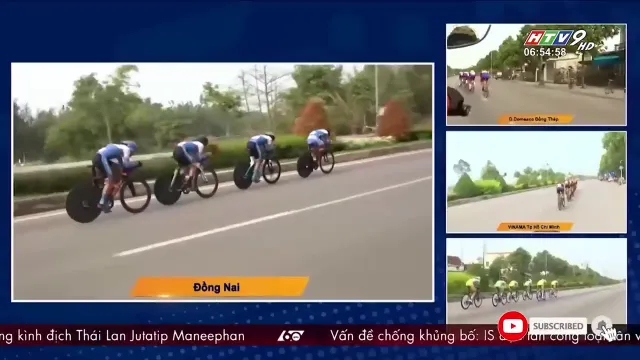 HTV9 HD
06:54:58
D.Domesco Đồng Tháp
VINAMA Tp Hồ Chí Minh
Đồng Nai
SUBSCRIBED
ng kình địch Thái Lan Jutatip Maneephan
Vấn đề chống khủng bố: IS